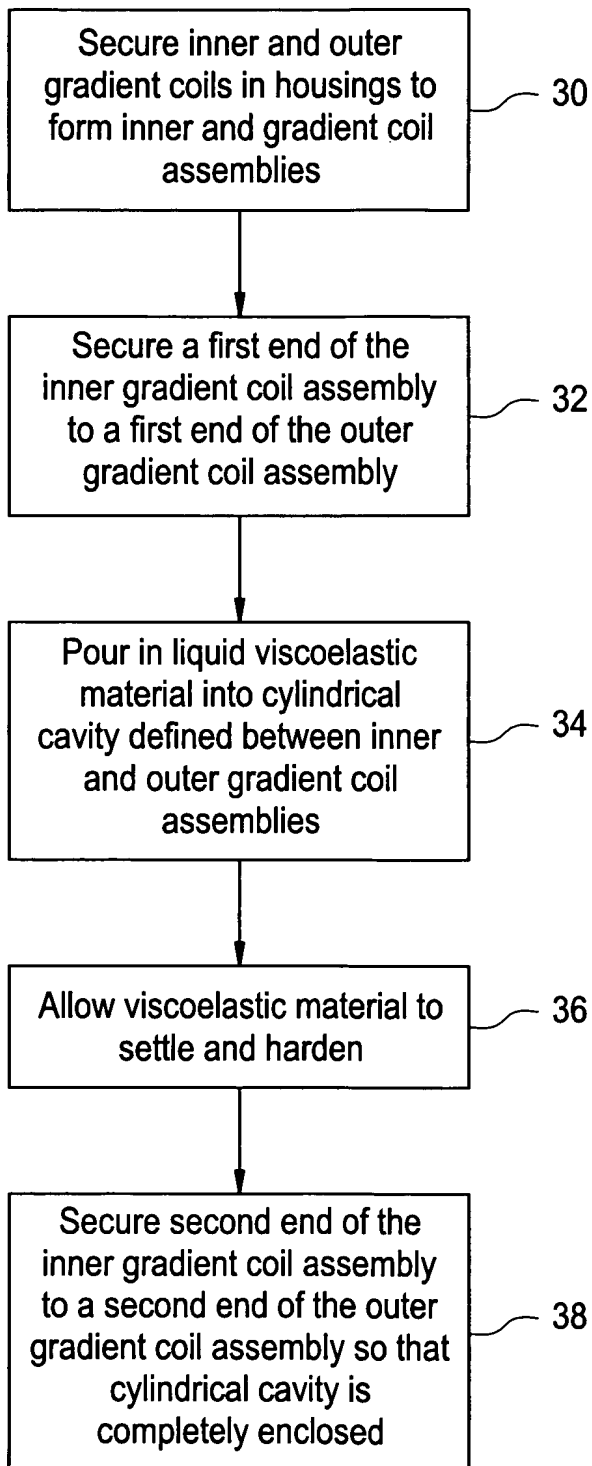 Secure inner and outer
gradient coils in housings to
form inner and gradient coil
assemblies
30
Secure a first end of the
inner gradient coil assembly
to a first end of the outer
gradient coil assembly
32
Pour in liquid viscoelastic
material into cylindrical
cavity defined between inner
and outer gradient coil
assemblies
34
Allow viscoelastic material to
settle and harden
36
Secure second end of the
inner gradient coil assembly
to a second end of the outer
gradient coil assembly so that
cylindrical cavity is
completely enclosed
38